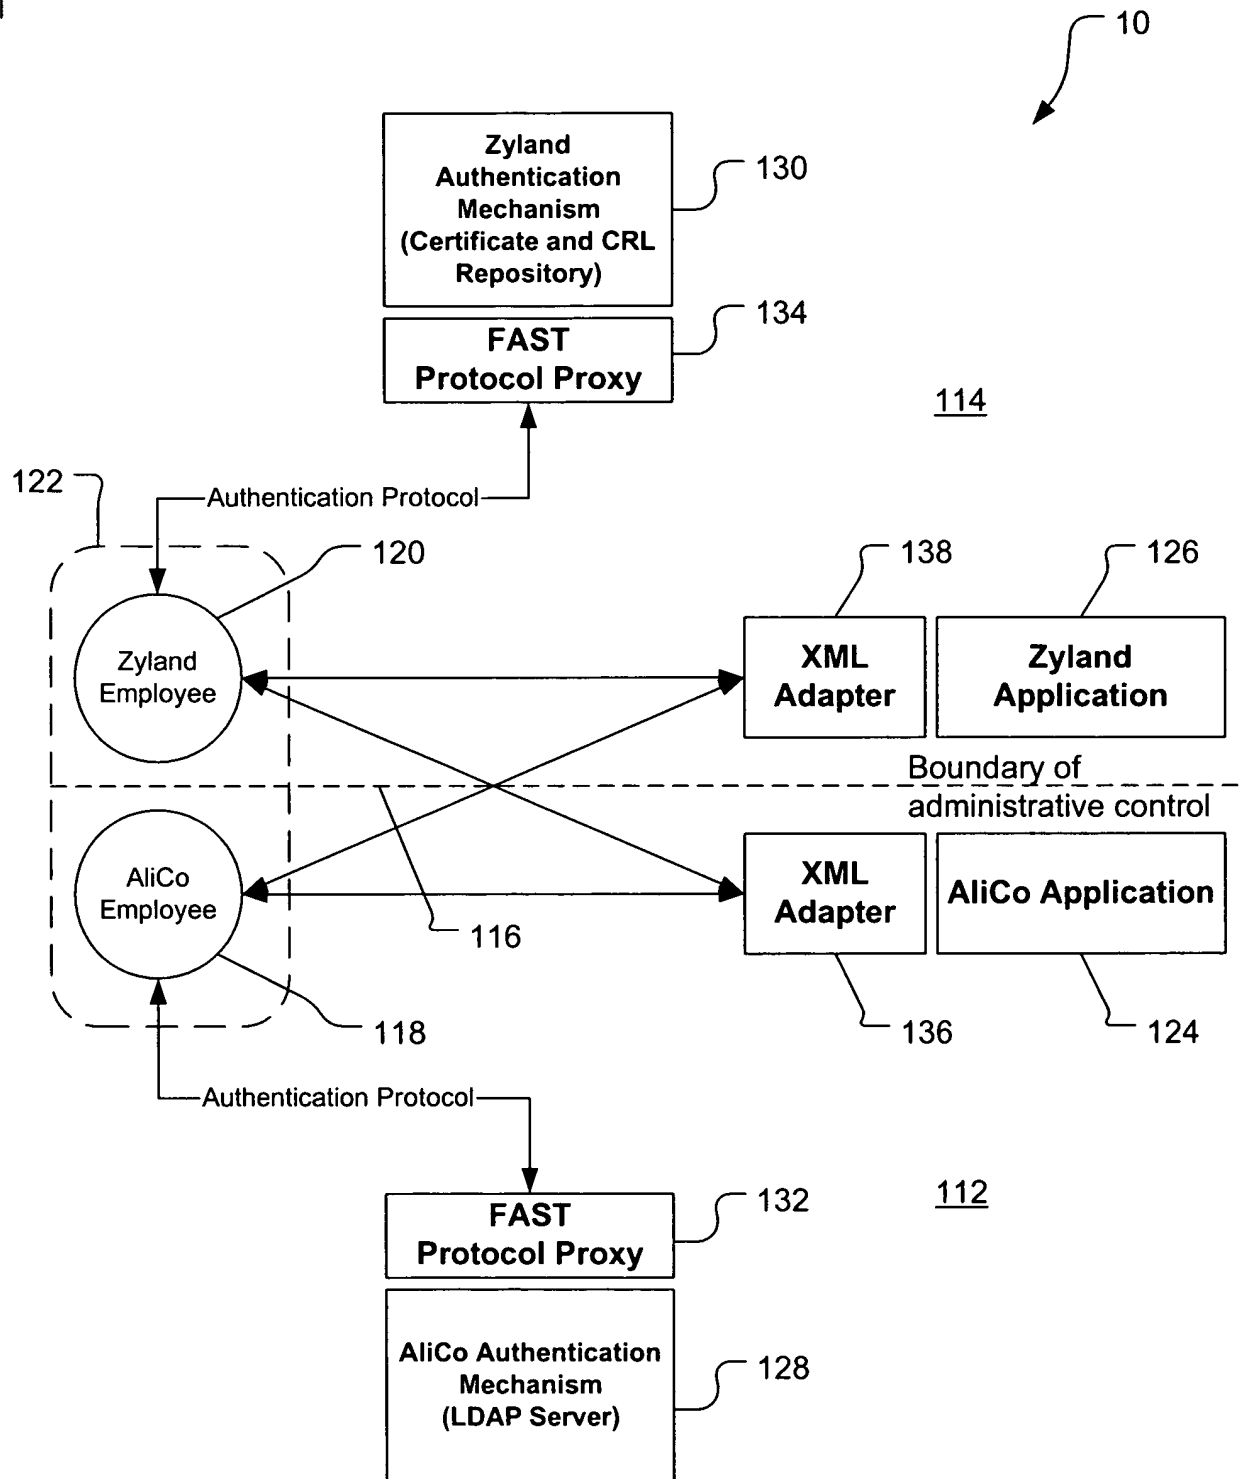 10
Zyland
Authentication
Mechanism
(Certificate and CRL
Repository)
130
FAST
Protocol Proxy
134
114
122
Authentication Protocol
120
138
126
Zyland
Employee
XML
Adapter
Zyland
Application
Boundary of
administrative control
AliCo
Employee
XML
Adapter
AliCo Application
116
118
136
124
Authentication Protocol
FAST
Protocol Proxy
132
112
AliCo Authentication
Mechanism
(LDAP Server)
128